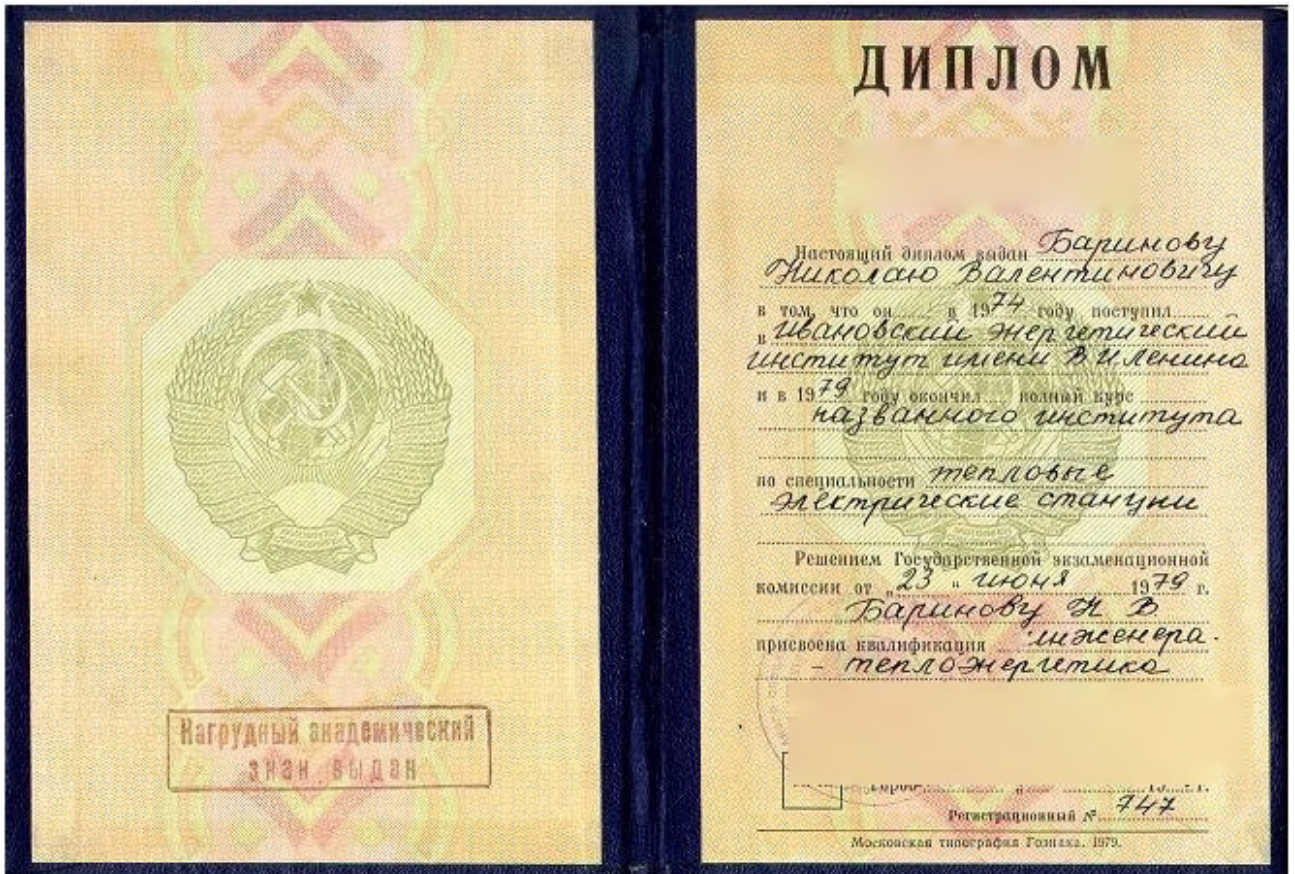 Нагрудный академический
знак выдан
ДИПЛОМ
Настоящий диплом выдан Баринову
Николаю Валентиновичу
в том, что он в 1974 году поступил
в Ивановский энергетический
институт имени В И Ленина
и в 1979 году окончил полный курс
названного института
по специальности тепловые
электрические станции
Решением Государственной экзаменационной
комиссии от „23 " июня 1979 г.
Баринову Н В
присвоена квалификация инженера-
- теплоэнергетика
город
Регистрационный № 747
Московская типография Гознака. 1979.